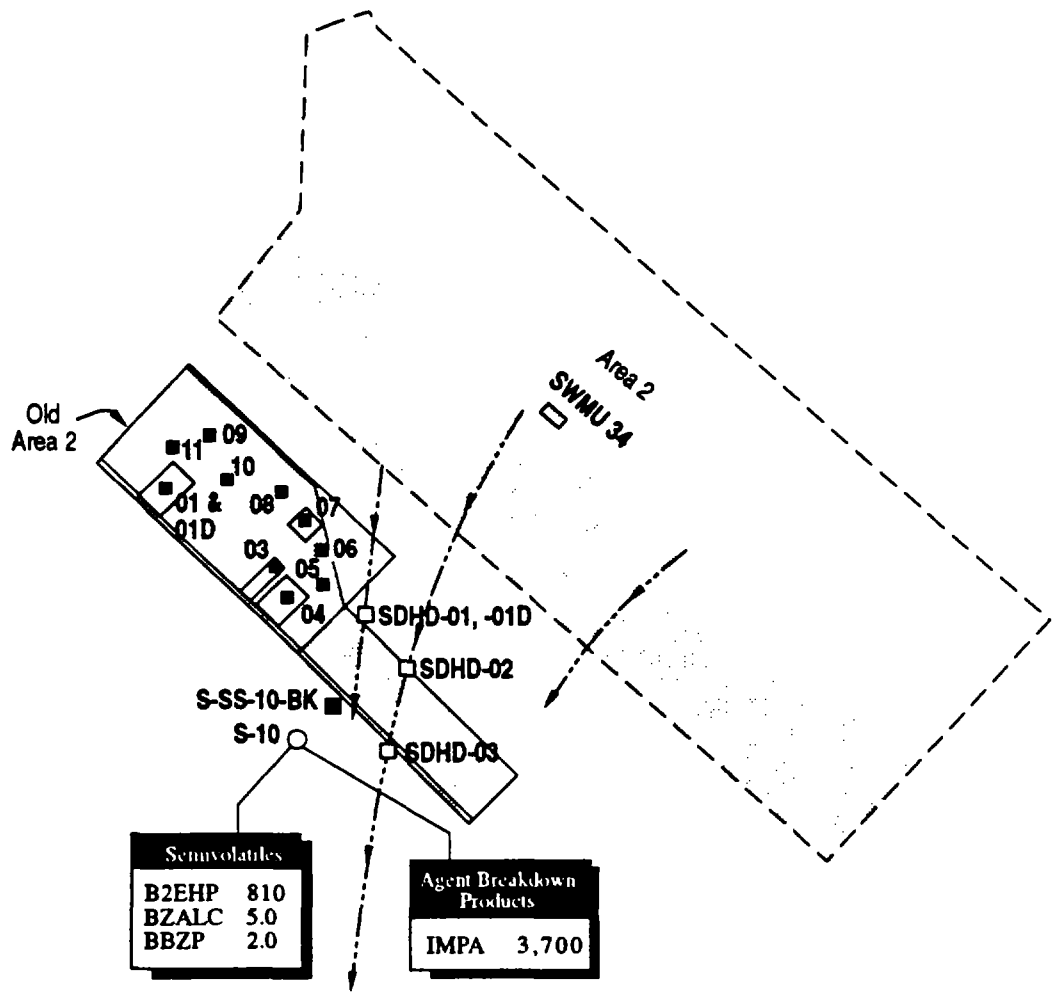 Area 2
SWMU 34
Old
Area 2
09
11
10
01 &
01D
08
07
06
03
05
04
SDHD-01, -01D
SDHD-02
S-SS-10-BK
S-10
SDHD-03
Semivolatiles
B2EHP 810
BZALC 5.0
BBZP 2.0
Agent Breakdown
Products
IMPA 3,700